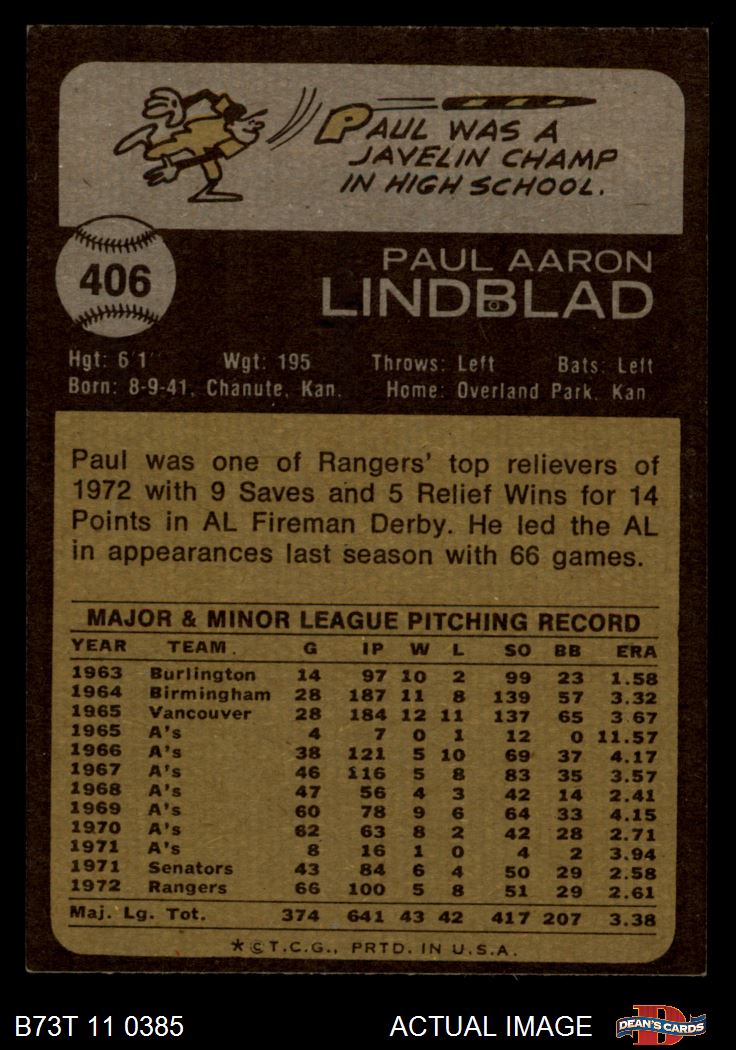 PAUL WAS A
JAVELIN CHAMP
IN HIGH SCHOOL.
406
PAUL AARON
LINDBLAD
Hgt: 6'1" Wgt: 195 Throws: Left Bats: Left
Born: 8-9-41, Chanute, Kan. Home: Overland Park, Kan
Paul was one of Rangers' top relievers of
1972 with 9 Saves and 5 Relief Wins for 14
Points in AL Fireman Derby. He led the AL
in appearances last season with 66 games.
MAJOR & MINOR LEAGUE PITCHING RECORD
YEAR TEAM. G IP W L SO BB ERA
1963 Burlington 14 97 10 2 99 23 1.58
1964 Birmingham 28 187 11 8 139 57 3.32
1965 Vancouver 28 184 12 11 137 65 3.67
1965 A's 4 7 0 1 12 0 11.57
1966 A's 38 121 5 10 69 37 4.17
1967 A's 46 116 5 8 83 35 3.57
1968 A's 47 56 4 3 42 14 2.41
1969 A's 60 78 9 6 64 33 4.15
1970 A's 62 63 8 2 42 28 2.71
1971 A's 8 16 1 0 4 2 3.94
1971 Senators 43 84 6 4 50 29 2.58
1972 Rangers 66 100 5 8 51 29 2.61
Maj. Lg. Tot. 374 641 43 42 417 207 3.38
★©T.C.G., PRTD. IN U.S.A.
B73T 11 0385 ACTUAL IMAGE D DEAN'S CARDS